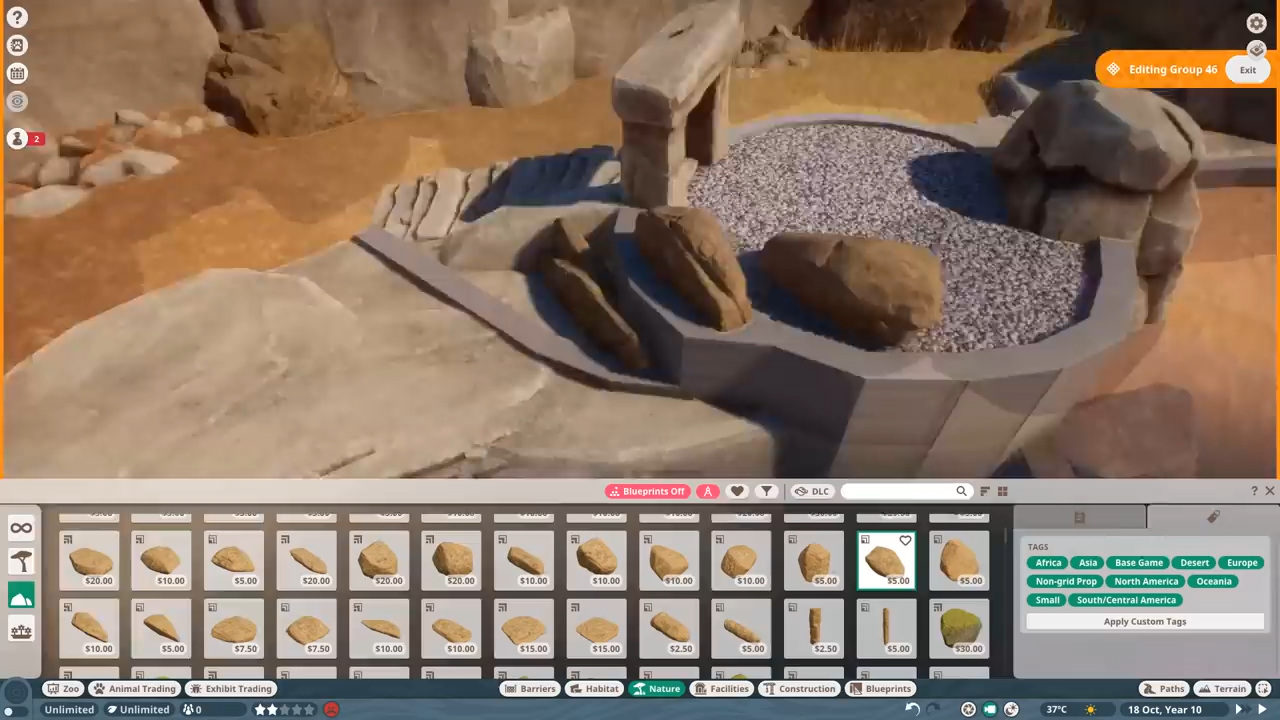 Editing Group 46
Exit
2
Blueprints Off
DLC
$20.00 $10.00 $5.00 $20.00 $20.00 $20.00 $10.00 $10.00 $10.00 $10.00 $5.00 $5.00 $5.00
$10.00 $5.00 $7.50 $7.50 $10.00 $10.00 $15.00 $15.00 $2.50 $5.00 $2.50 $5.00 $30.00
TAGS
Africa Asia Base Game Desert Europe
Non-grid Prop North America Oceania
Small South/Central America
Apply Custom Tags
Zoo Animal Trading Exhibit Trading Barriers Habitat Nature Facilities Construction Blueprints Paths Terrain
Unlimited Unlimited 0 37°C 18 Oct, Year 10